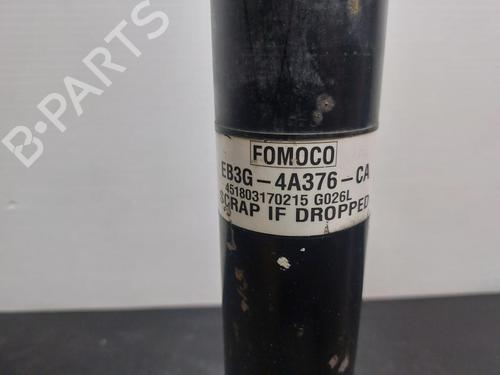 B-PARTS
FOMOCO
EB3G-4A376-CA
451803170215 G026L
SCRAP IF DROPPED